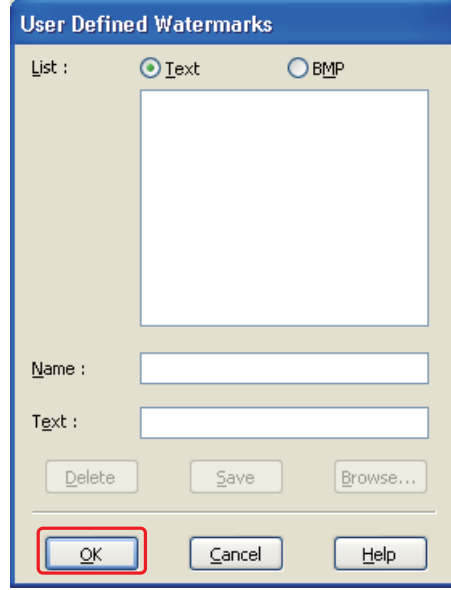 User Defined Watermarks
List : Text BMP
Name :
Text :
Delete Save Browse...
OK Cancel Help